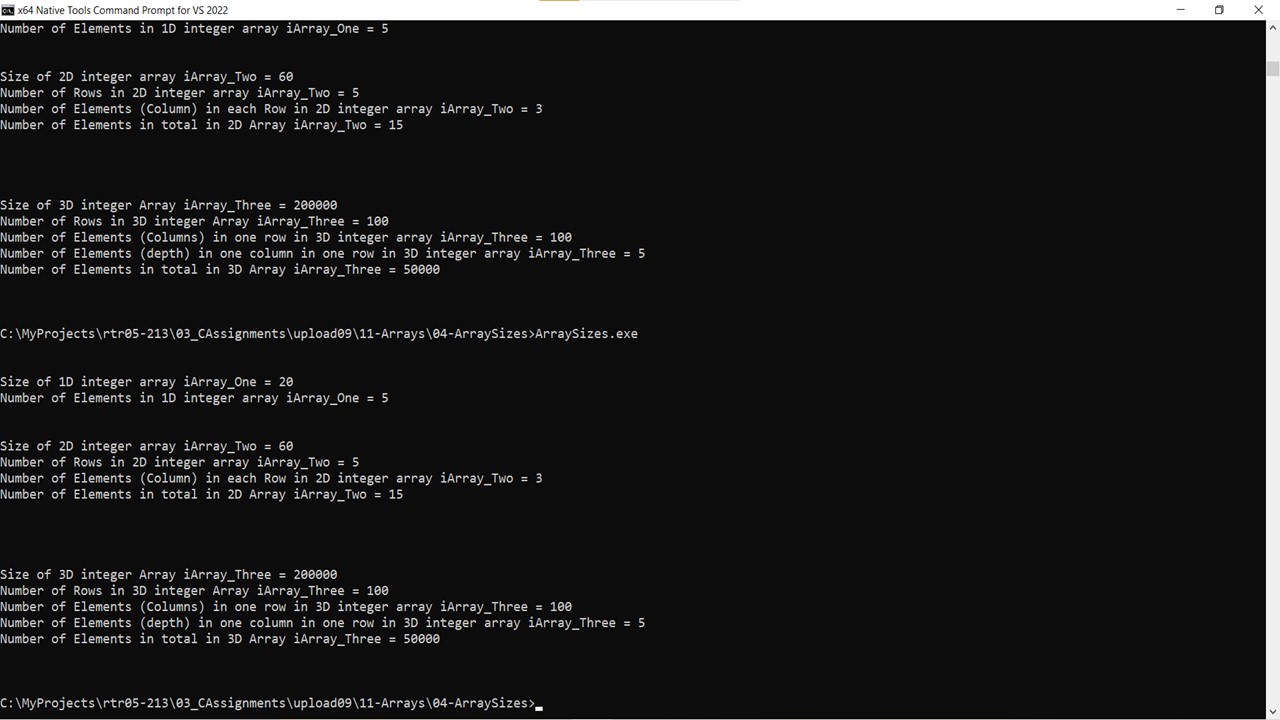 x64 Native Tools Command Prompt for VS 2022
Number of Elements in 1D integer array iArray_One = 5
Size of 2D integer array iArray_Two = 60
Number of Rows in 2D integer array iArray_Two = 5
Number of Elements (Column) in each Row in 2D integer array iArray_Two = 3
Number of Elements in total in 2D Array iArray_Two = 15
Size of 3D integer Array iArray_Three = 200000
Number of Rows in 3D integer Array iArray_Three = 100
Number of Elements (Columns) in one row in 3D integer array iArray_Three = 100
Number of Elements (depth) in one column in one row in 3D integer array iArray_Three = 5
Number of Elements in total in 3D Array iArray_Three = 50000
C:\MyProjects\rtr05-213\03_CAssignments\upload09\11-Arrays\04-ArraySizes>ArraySizes.exe
Size of 1D integer array iArray_One = 20
Number of Elements in 1D integer array iArray_One = 5
Size of 2D integer array iArray_Two = 60
Number of Rows in 2D integer array iArray_Two = 5
Number of Elements (Column) in each Row in 2D integer array iArray_Two = 3
Number of Elements in total in 2D Array iArray_Two = 15
Size of 3D integer Array iArray_Three = 200000
Number of Rows in 3D integer Array iArray_Three = 100
Number of Elements (Columns) in one row in 3D integer array iArray_Three = 100
Number of Elements (depth) in one column in one row in 3D integer array iArray_Three = 5
Number of Elements in total in 3D Array iArray_Three = 50000
C:\MyProjects\rtr05-213\03_CAssignments\upload09\11-Arrays\04-ArraySizes>